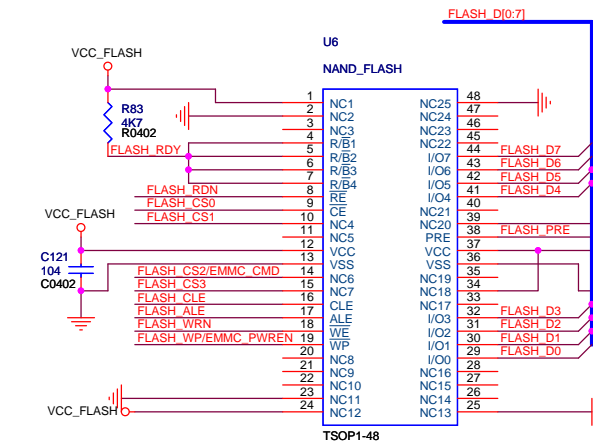 FLASH_D[0:7]
U6
VCC_FLASH
NAND_FLASH
R83
4K7
R0402
FLASH_RDY
1 NC1 NC25 48
2 NC2 NC24 47
3 NC3 NC23 46
4 R/B1 NC22 45
5 R/B2 I/O7 44 FLASH_D7
6 R/B3 I/O6 43 FLASH_D6
7 R/B4 I/O5 42 FLASH_D5
FLASH_RDN 8 RE I/O4 41 FLASH_D4
FLASH_CS0 9 CE NC21 40
FLASH_CS1 10 NC4 NC20 39
11 NC5 PRE 38 FLASH_PRE
VCC_FLASH
12 VCC VCC 37
13 VSS VSS 36
C121
104
C0402
FLASH_CS2/EMMC_CMD 14 NC6 NC19 35
FLASH_CS3 15 NC7 NC18 34
FLASH_CLE 16 CLE NC17 33
FLASH_ALE 17 ALE I/O3 32 FLASH_D3
FLASH_WRN 18 WE I/O2 31 FLASH_D2
FLASH_WP/EMMC_PWREN 19 WP I/O1 30 FLASH_D1
20 NC8 I/O0 29 FLASH_D0
21 NC9 NC16 28
22 NC10 NC15 27
23 NC11 NC14 26
VCC_FLASH 24 NC12 NC13 25
TSOP1-48